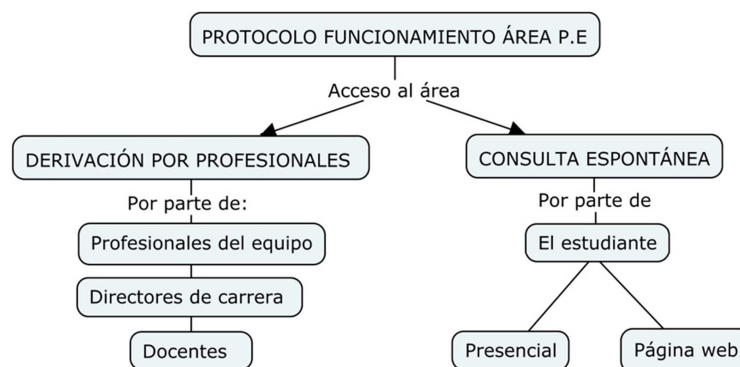 PROTOCOLO FUNCIONAMIENTO ÁREA P.E
Acceso al área
DERIVACIÓN POR PROFESIONALES
Por parte de:
Profesionales del equipo
Directores de carrera
Docentes
CONSULTA ESPONTÁNEA
Por parte de
El estudiante
Presencial
Página web